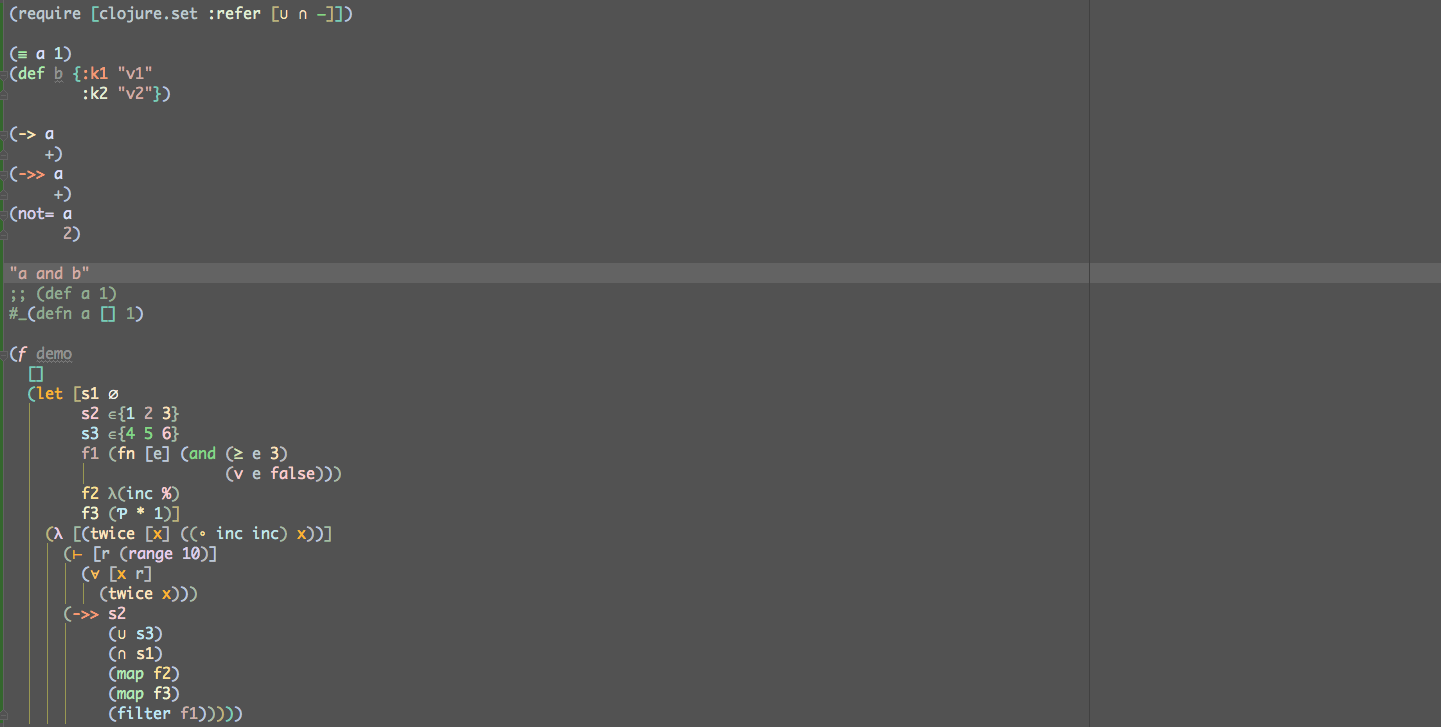 (require [clojure.set :refer [∪ ∩ −]])
(≡ a 1)
(def b {:k1 "v1"
:k2 "v2"})
(-> a
+)
(->> a
+)
(not= a
2)
"a and b"
;; (def a 1)
#_(defn a [] 1)
(ƒ demo
[]
(let [s1 ∅
s2 ∈{1 2 3}
s3 ∈{4 5 6}
f1 (fn [e] (and (≥ e 3)
(∨ e false)))
f2 λ(inc %)
f3 (Ƥ * 1)]
(λ [(twice [x] ((∘ inc inc) x))]
(⊢ [r (range 10)]
(∀ [x r]
(twice x)))
(->> s2
(∪ s3)
(∩ s1)
(map f2)
(map f3)
(filter f1)))))